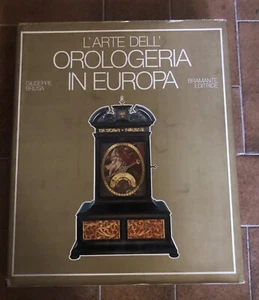 L'ARTE DELL'
OROLOGERIA
IN EUROPA
GIUSEPPE
BRUSA
BRAMANTE
EDITRICE